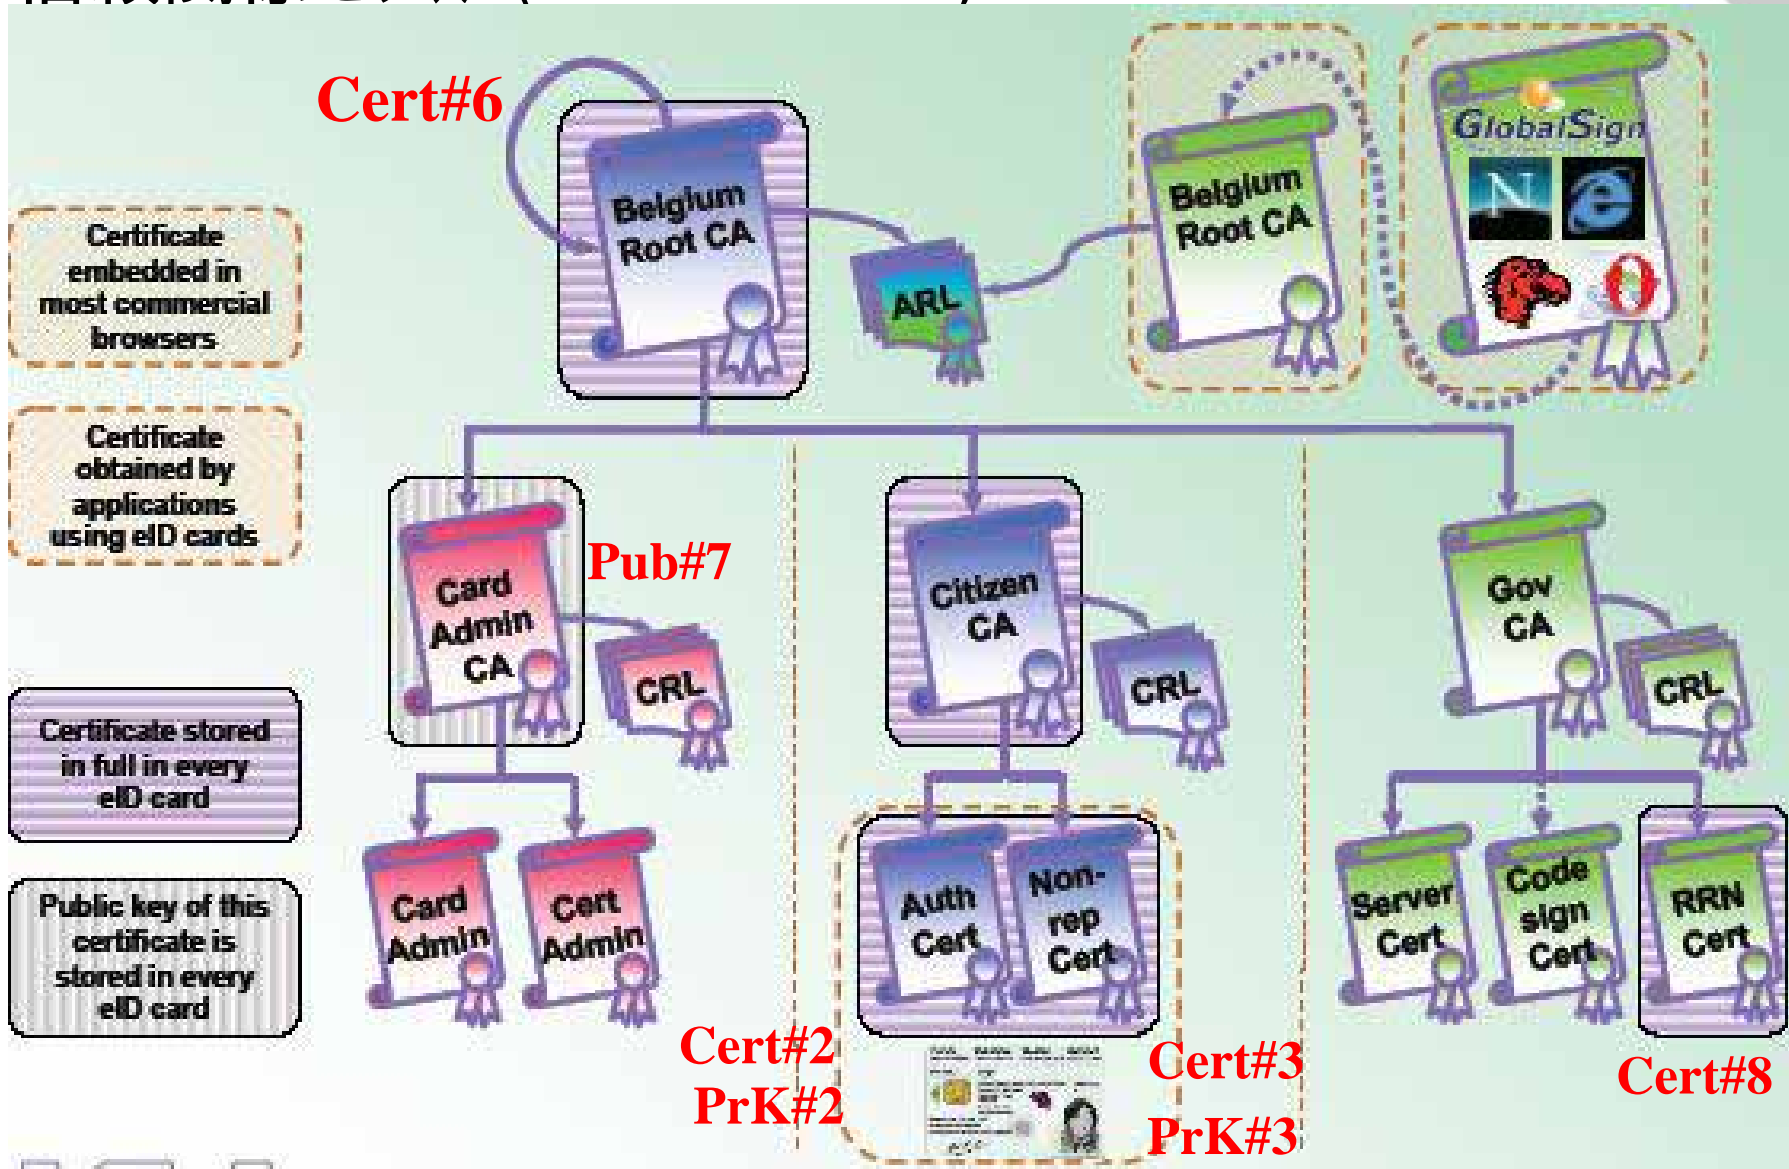 Cert#6
Belgium
Root CA
ARL
Belgium
Root CA
GlobalSign
Certificate
embedded in
most commercial
browsers
Certificate
obtained by
applications
using eID cards
Card
Admin
CA
Pub#7
CRL
Citizen
CA
CRL
Gov
CA
CRL
Certificate stored
in full in every
eID card
Public key of this
certificate is
stored in every
eID card
Card
Admin
Cert
Admin
Auth
Cert
Non-
rep
Cert
Server
Cert
Code
sign
Cert
RRN
Cert
Cert#2
PrK#2
Cert#3
PrK#3
Cert#8